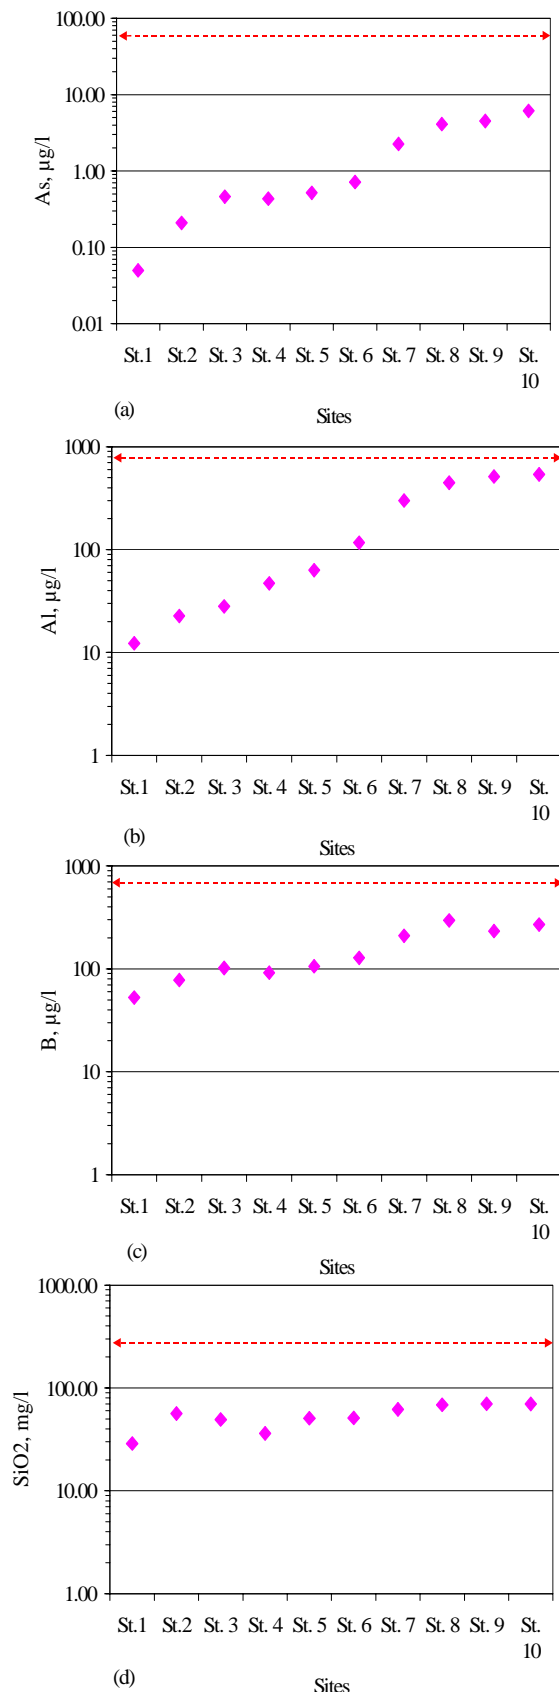 100.00
10.00
1.00
0.10
0.01
As, µg/l
St.1 St.2 St. 3 St. 4 St. 5 St. 6 St. 7 St. 8 St. 9 St. 10
(a)
Sites
1000
100
10
1
Al, µg/l
St.1 St.2 St. 3 St. 4 St. 5 St. 6 St. 7 St. 8 St. 9 St. 10
(b)
Sites
1000
100
10
1
B, µg/l
St.1 St.2 St. 3 St. 4 St. 5 St. 6 St. 7 St. 8 St. 9 St. 10
(c)
Sites
1000.00
100.00
10.00
1.00
SiO2, mg/l
St.1 St.2 St. 3 St. 4 St. 5 St. 6 St. 7 St. 8 St. 9 St. 10
(d)
Sites